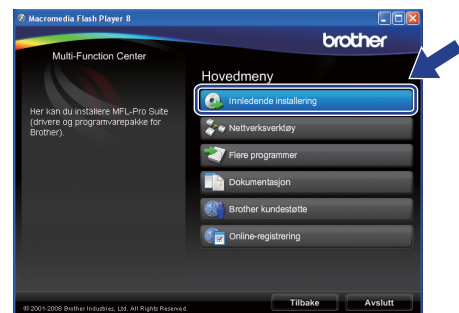 Macromedia Flash Player 8
brother
Multi-Function Center
Hovedmeny
Her kan du installere MFL-Pro Suite
(drivere og programvarepakke for
Brother).
Innledende installering
Nettverksverktøy
Flere programmer
Dokumentasjon
Brother kundestøtte
Online-registrering
© 2001-2008 Brother Industries, Ltd. All Rights Reserved.
Tilbake
Avslutt